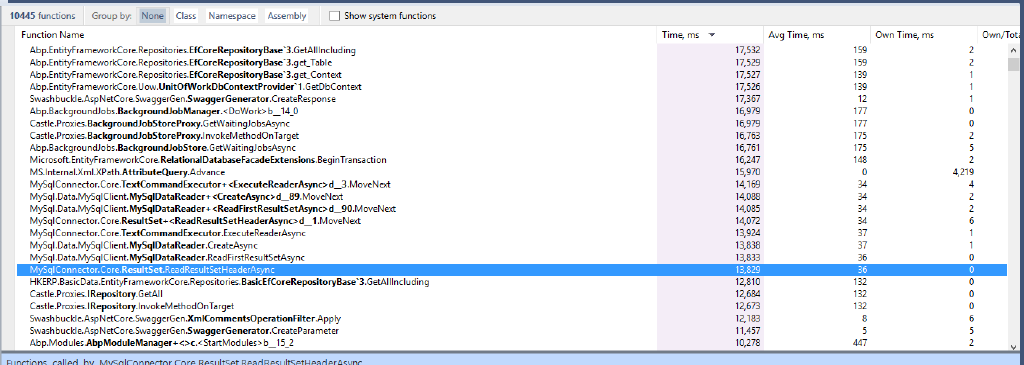 10445 functions Group by: None Class Namespace Assembly Show system functions
Function Name Time, ms Avg Time, ms Own Time, ms Own/Tota
Abp.EntityFrameworkCore.Repositories.EfCoreRepositoryBase`3.GetAllIncluding 17,532 159 2
Abp.EntityFrameworkCore.Repositories.EfCoreRepositoryBase`3.get_Table 17,529 159 2
Abp.EntityFrameworkCore.Repositories.EfCoreRepositoryBase`3.get_Context 17,527 139 1
Abp.EntityFrameworkCore.Uow.UnitOfWorkDbContextProvider`1.GetDbContext 17,526 139 1
Swashbuckle.AspNetCore.SwaggerGen.SwaggerGenerator.CreateResponse 17,367 12 1
Abp.BackgroundJobs.BackgroundJobManager.<DoWork>b__14_0 16,979 177 0
Castle.Proxies.BackgroundJobStoreProxy.GetWaitingJobsAsync 16,979 177 0
Castle.Proxies.BackgroundJobStoreProxy.InvokeMethodOnTarget 16,763 175 2
Abp.BackgroundJobs.BackgroundJobStore.GetWaitingJobsAsync 16,761 175 5
Microsoft.EntityFrameworkCore.RelationalDatabaseFacadeExtensions.BeginTransaction 16,247 148 2
MS.Internal.Xml.XPath.AttributeQuery.Advance 15,970 0 4,219
MySqlConnector.Core.TextCommandExecutor+<ExecuteReaderAsync>d__3.MoveNext 14,169 34 4
MySql.Data.MySqlClient.MySqlDataReader+<CreateAsync>d__89.MoveNext 14,088 34 2
MySql.Data.MySqlClient.MySqlDataReader+<ReadFirstResultSetAsync>d__90.MoveNext 14,085 34 2
MySqlConnector.Core.ResultSet+<ReadResultSetHeaderAsync>d__1.MoveNext 14,072 34 6
MySqlConnector.Core.TextCommandExecutor.ExecuteReaderAsync 13,924 37 1
MySql.Data.MySqlClient.MySqlDataReader.CreateAsync 13,838 37 1
MySql.Data.MySqlClient.MySqlDataReader.ReadFirstResultSetAsync 13,833 36 0
MySqlConnector.Core.ResultSet.ReadResultSetHeaderAsync 13,829 36 0
HKERP.BasicData.EntityFrameworkCore.Repositories.BasicEfCoreRepositoryBase`3.GetAllIncluding 12,810 132 0
Castle.Proxies.IRepository.GetAll 12,684 132 0
Castle.Proxies.IRepository.InvokeMethodOnTarget 12,673 132 0
Swashbuckle.AspNetCore.SwaggerGen.XmlCommentsOperationFilter.Apply 12,183 8 6
Swashbuckle.AspNetCore.SwaggerGen.SwaggerGenerator.CreateParameter 11,457 5 5
Abp.Modules.AbpModuleManager+<>c.<StartModules>b__15_2 10,278 447 2
Functions called by MySqlConnector.Core.ResultSet.ReadResultSetHeaderAsync